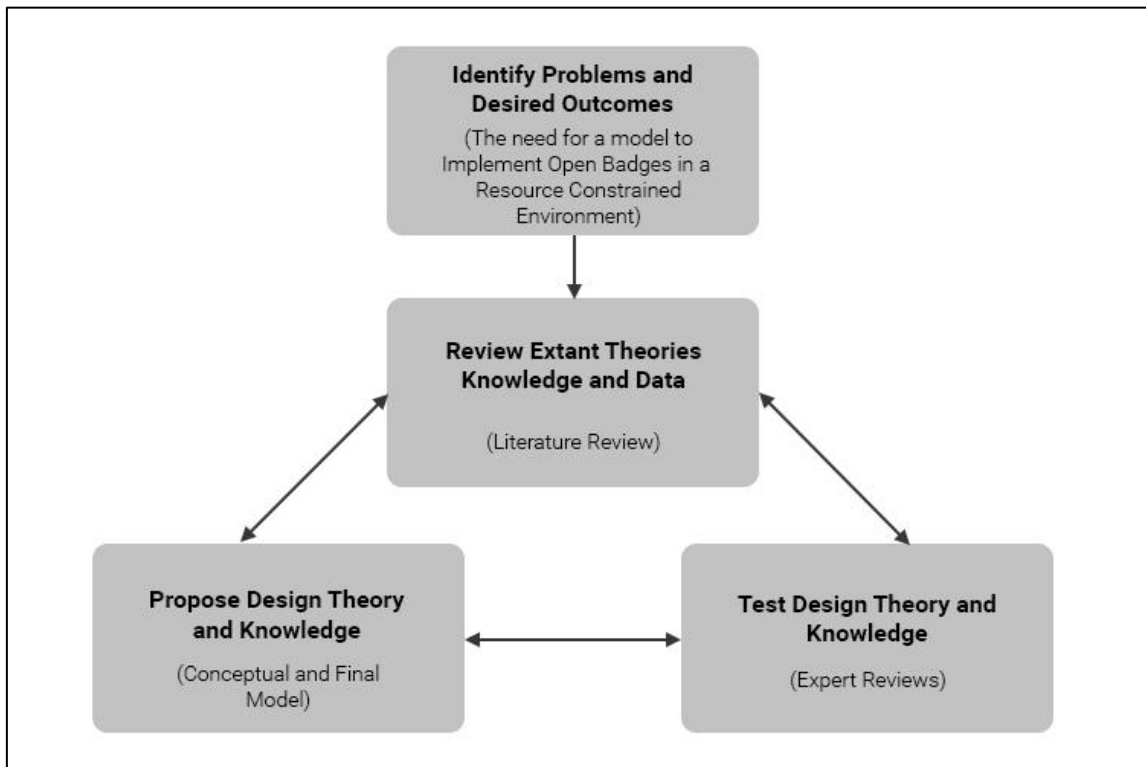 Identify Problems and
Desired Outcomes
(The need for a model to
Implement Open Badges in a
Resource Constrained
Environment)
Review Extant Theories
Knowledge and Data
(Literature Review)
Propose Design Theory
and Knowledge
(Conceptual and Final
Model)
Test Design Theory and
Knowledge
(Expert Reviews)